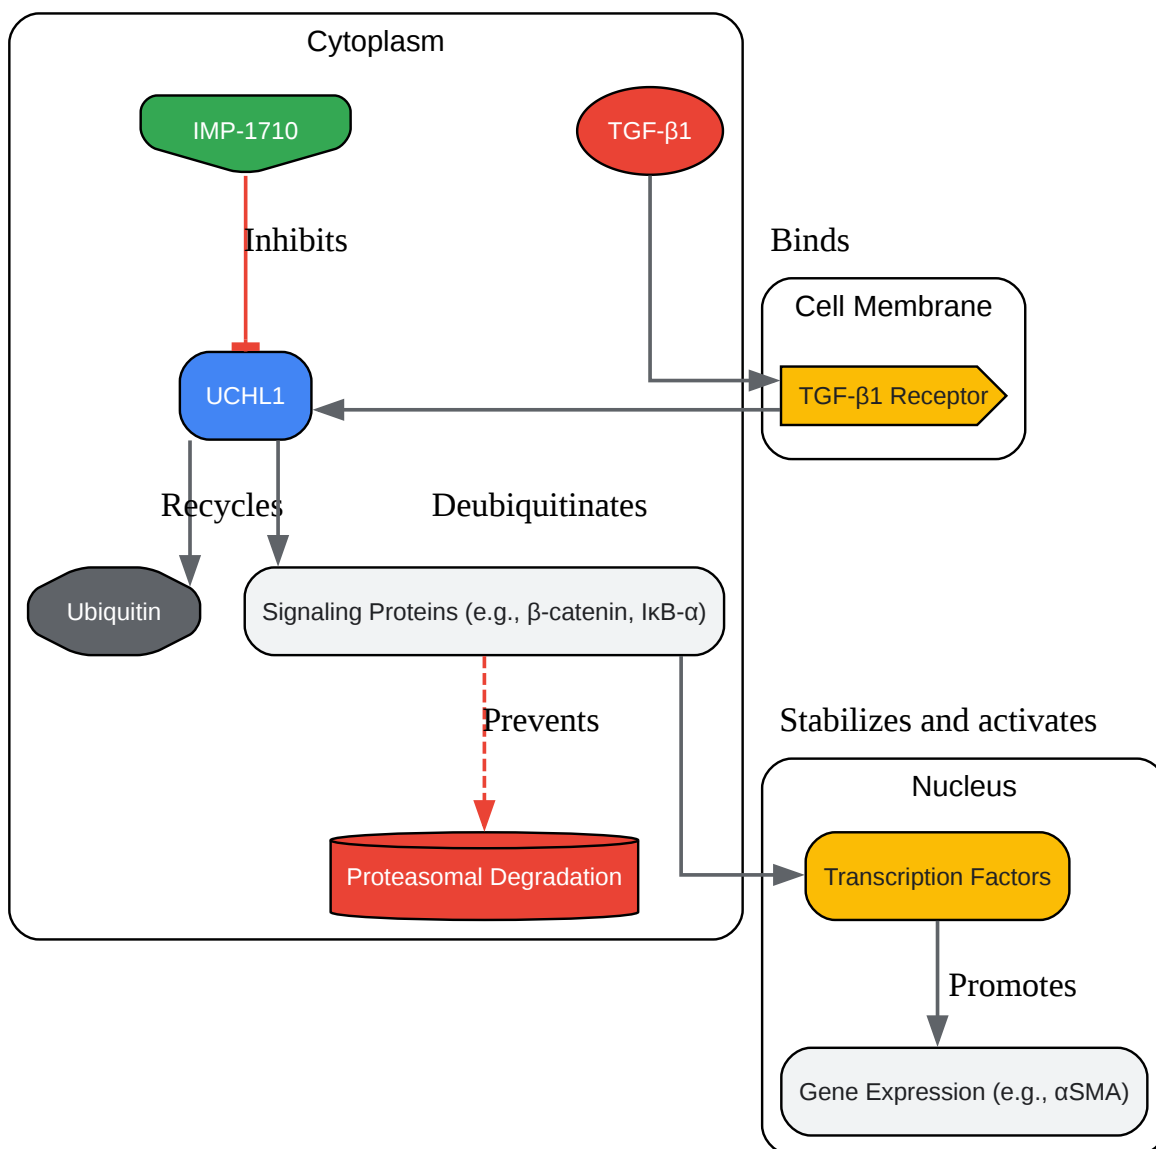 Cytoplasm
IMP-1710
TGF-β1
Inhibits
Binds
Cell Membrane
UCHL1
TGF-β1 Receptor
Recycles
Deubiquitinates
Ubiquitin
Signaling Proteins (e.g., β-catenin, IκB-α)
Prevents
Stabilizes and activates
Nucleus
Proteasomal Degradation
Transcription Factors
Promotes
Gene Expression (e.g., αSMA)